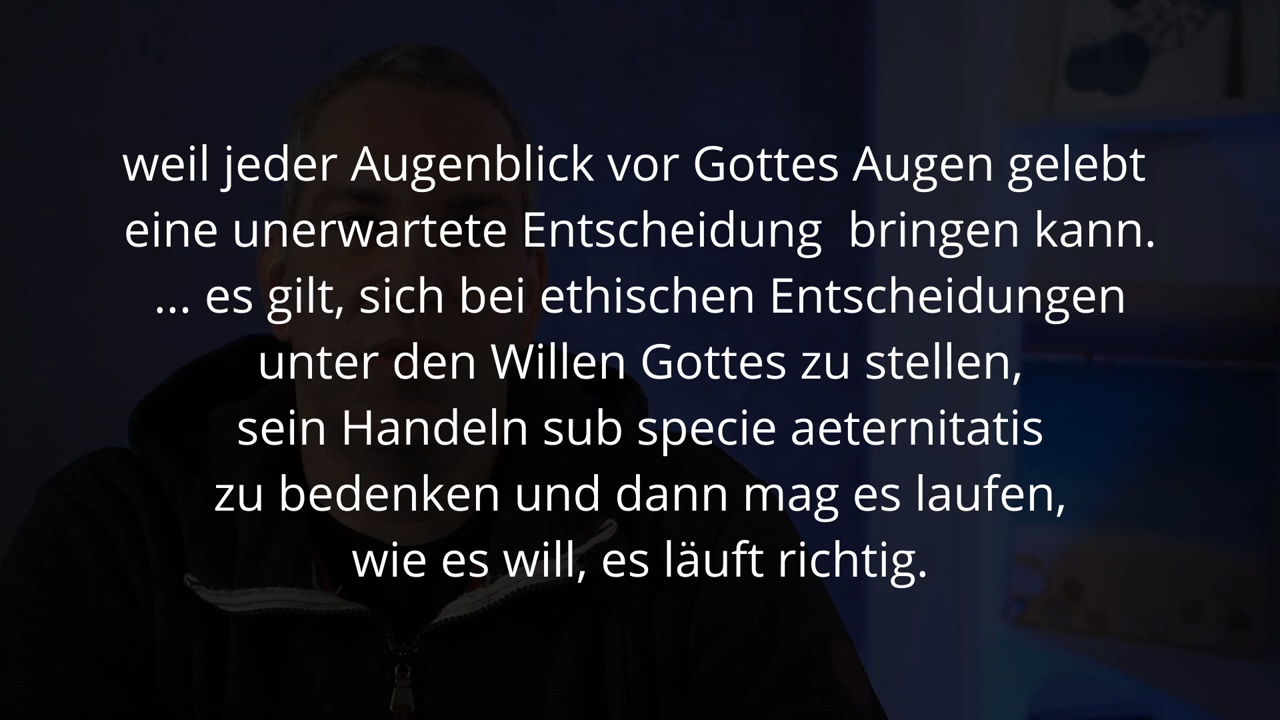 weil jeder Augenblick vor Gottes Augen gelebt
eine unerwartete Entscheidung  bringen kann.
... es gilt, sich bei ethischen Entscheidungen
unter den Willen Gottes zu stellen,
sein Handeln sub specie aeternitatis
zu bedenken und dann mag es laufen,
wie es will, es läuft richtig.